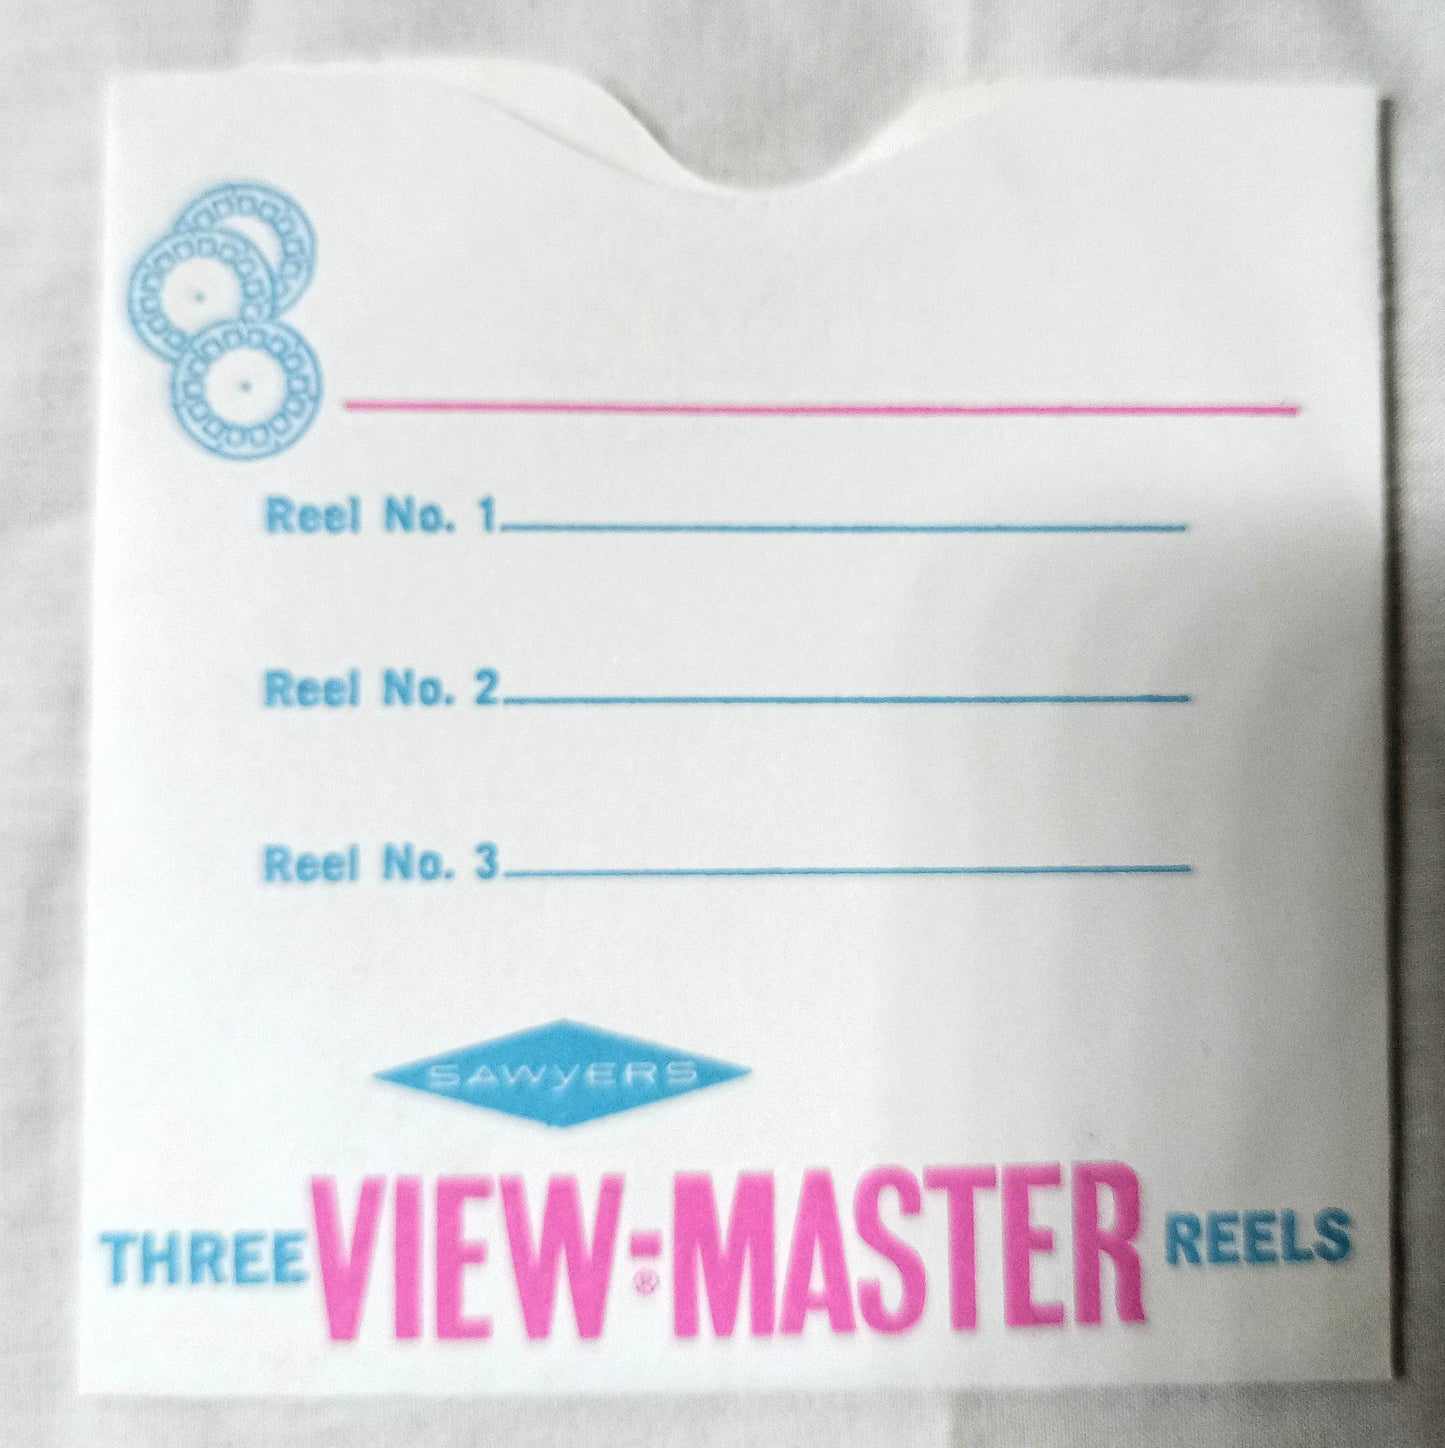 Reel No. 1
Reel No. 2
Reel No. 3
SAWYERS
THREE VIEW-MASTER® REELS